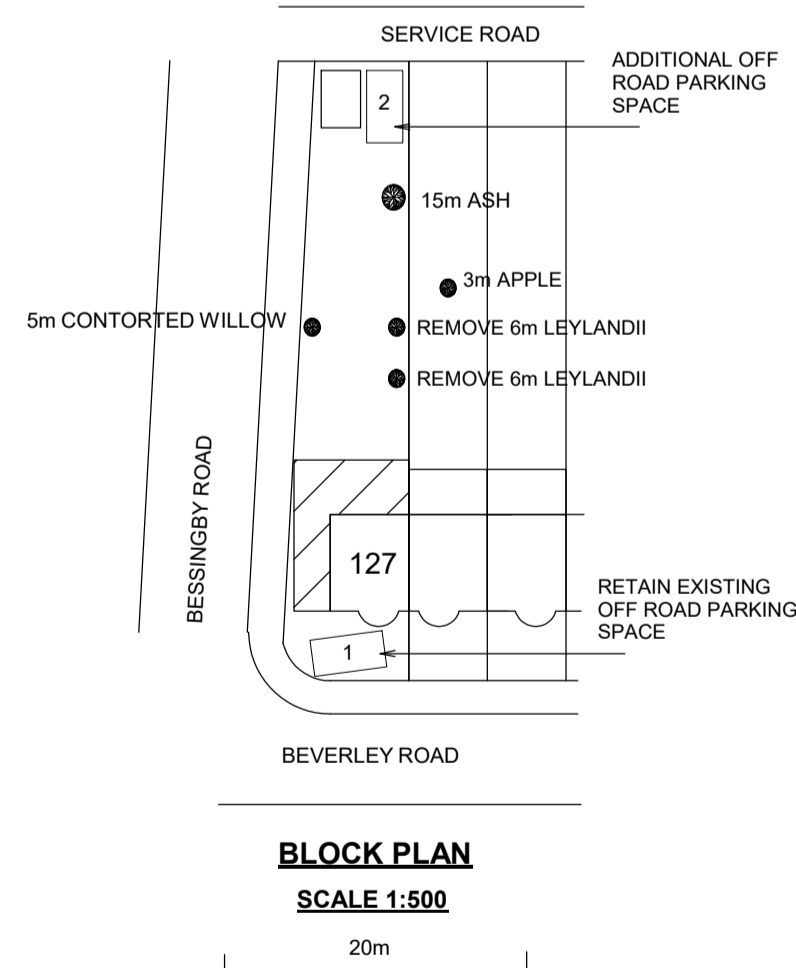 SERVICE ROAD
ADDITIONAL OFF
ROAD PARKING
SPACE
2
15m ASH
3m APPLE
5m CONTORTED WILLOW
REMOVE 6m LEYLANDII
REMOVE 6m LEYLANDII
BESSINGBY ROAD
127
RETAIN EXISTING
OFF ROAD PARKING
SPACE
1
BEVERLEY ROAD
BLOCK PLAN
SCALE 1:500
20m